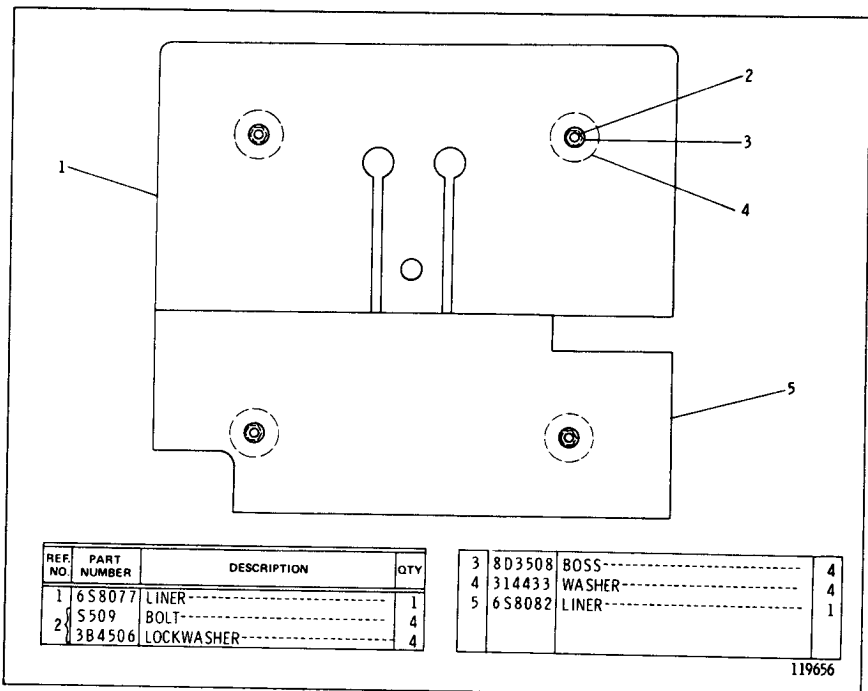 2
3
1
4
5
REF. NO. PART NUMBER DESCRIPTION QTY
1 6S8077 LINER 1
2 S509 BOLT 4
3B4506 LOCKWASHER 4
3 8D3508 BOSS 4
4 314433 WASHER 4
5 6S8082 LINER 1
119656